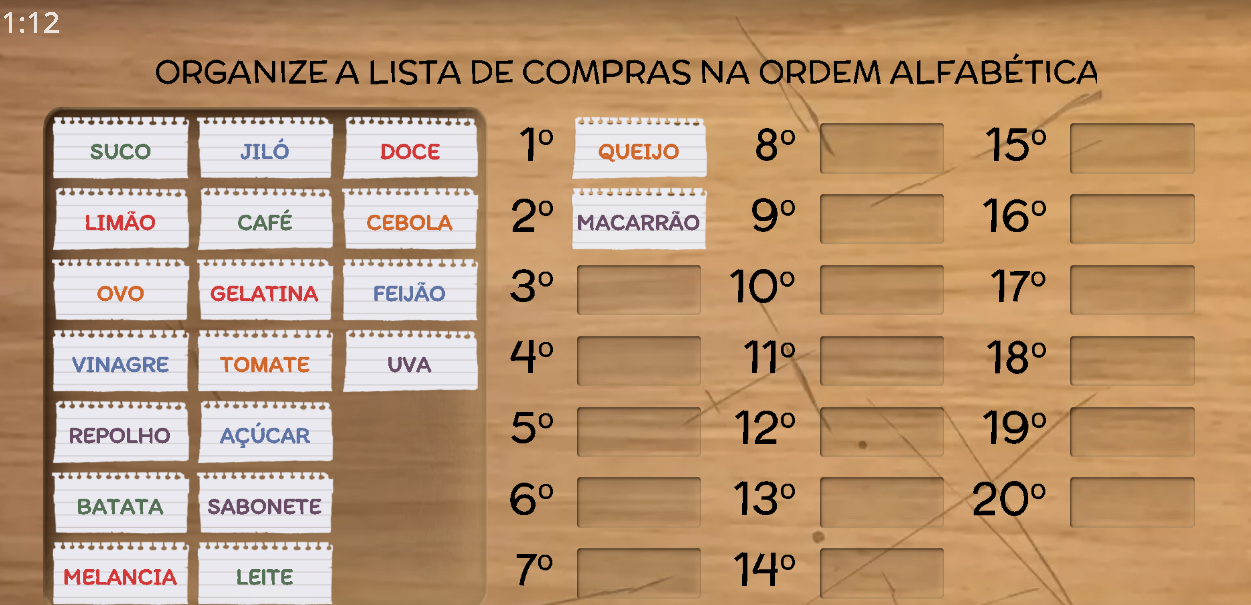 1:12
ORGANIZE A LISTA DE COMPRAS NA ORDEM ALFABÉTICA
SUCO JILÓ DOCE 1º QUEIJO 8º 15º
LIMÃO CAFÉ CEBOLA 2º MACARRÃO 9º 16º
OVO GELATINA FEIJÃO 3º 10º 17º
VINAGRE TOMATE UVA 4º 11º 18º
REPOLHO AÇÚCAR 5º 12º 19º
BATATA SABONETE 6º 13º 20º
MELANCIA LEITE 7º 14º